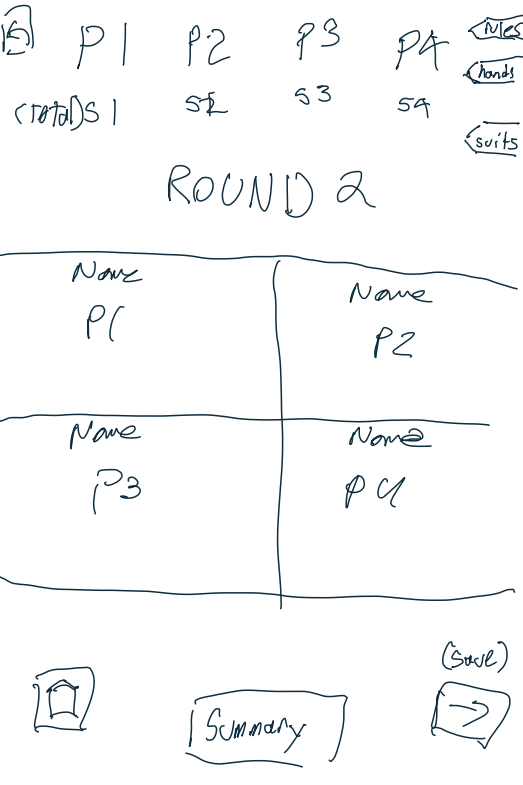 P1 P2 P3 P4 rules
hands
(total) S1 S2 S3 S4
suits
ROUND 2
Name Name
P1 P2
Name Name
P3 P4
(save)
Summary